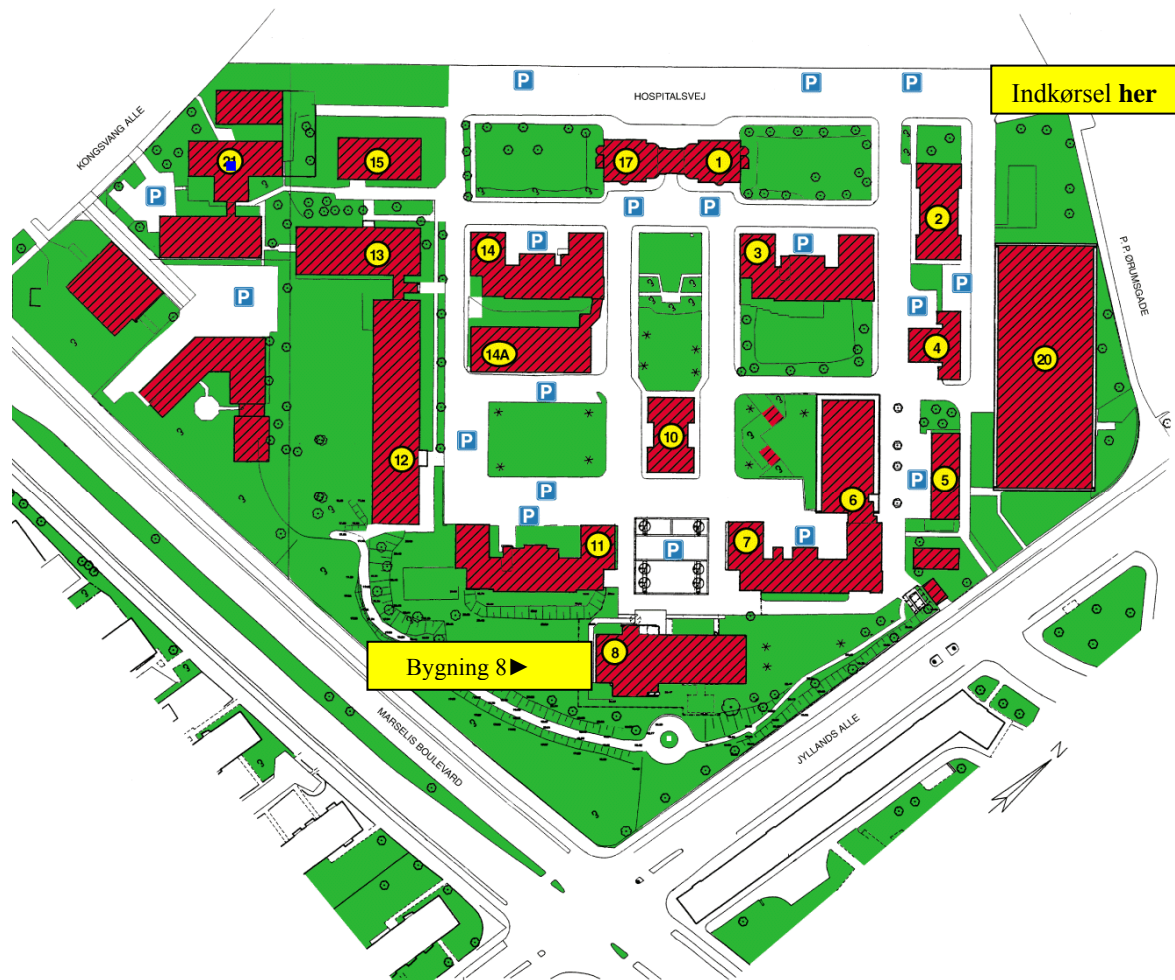 P
P
P
HOSPITALSVEJ
Indkørsel her
KONGSVANG ALLE
21
15
17
1
P
2
P
P
14
P
3
P
13
P. P. ØRUMSGADE
P
P
P
4
14A
20
P
10
P
12
P
5
P
6
P
11
P
7
P
8
Bygning 8►
MARSELIS BOULEVARD
JYLLANDS ALLE
N